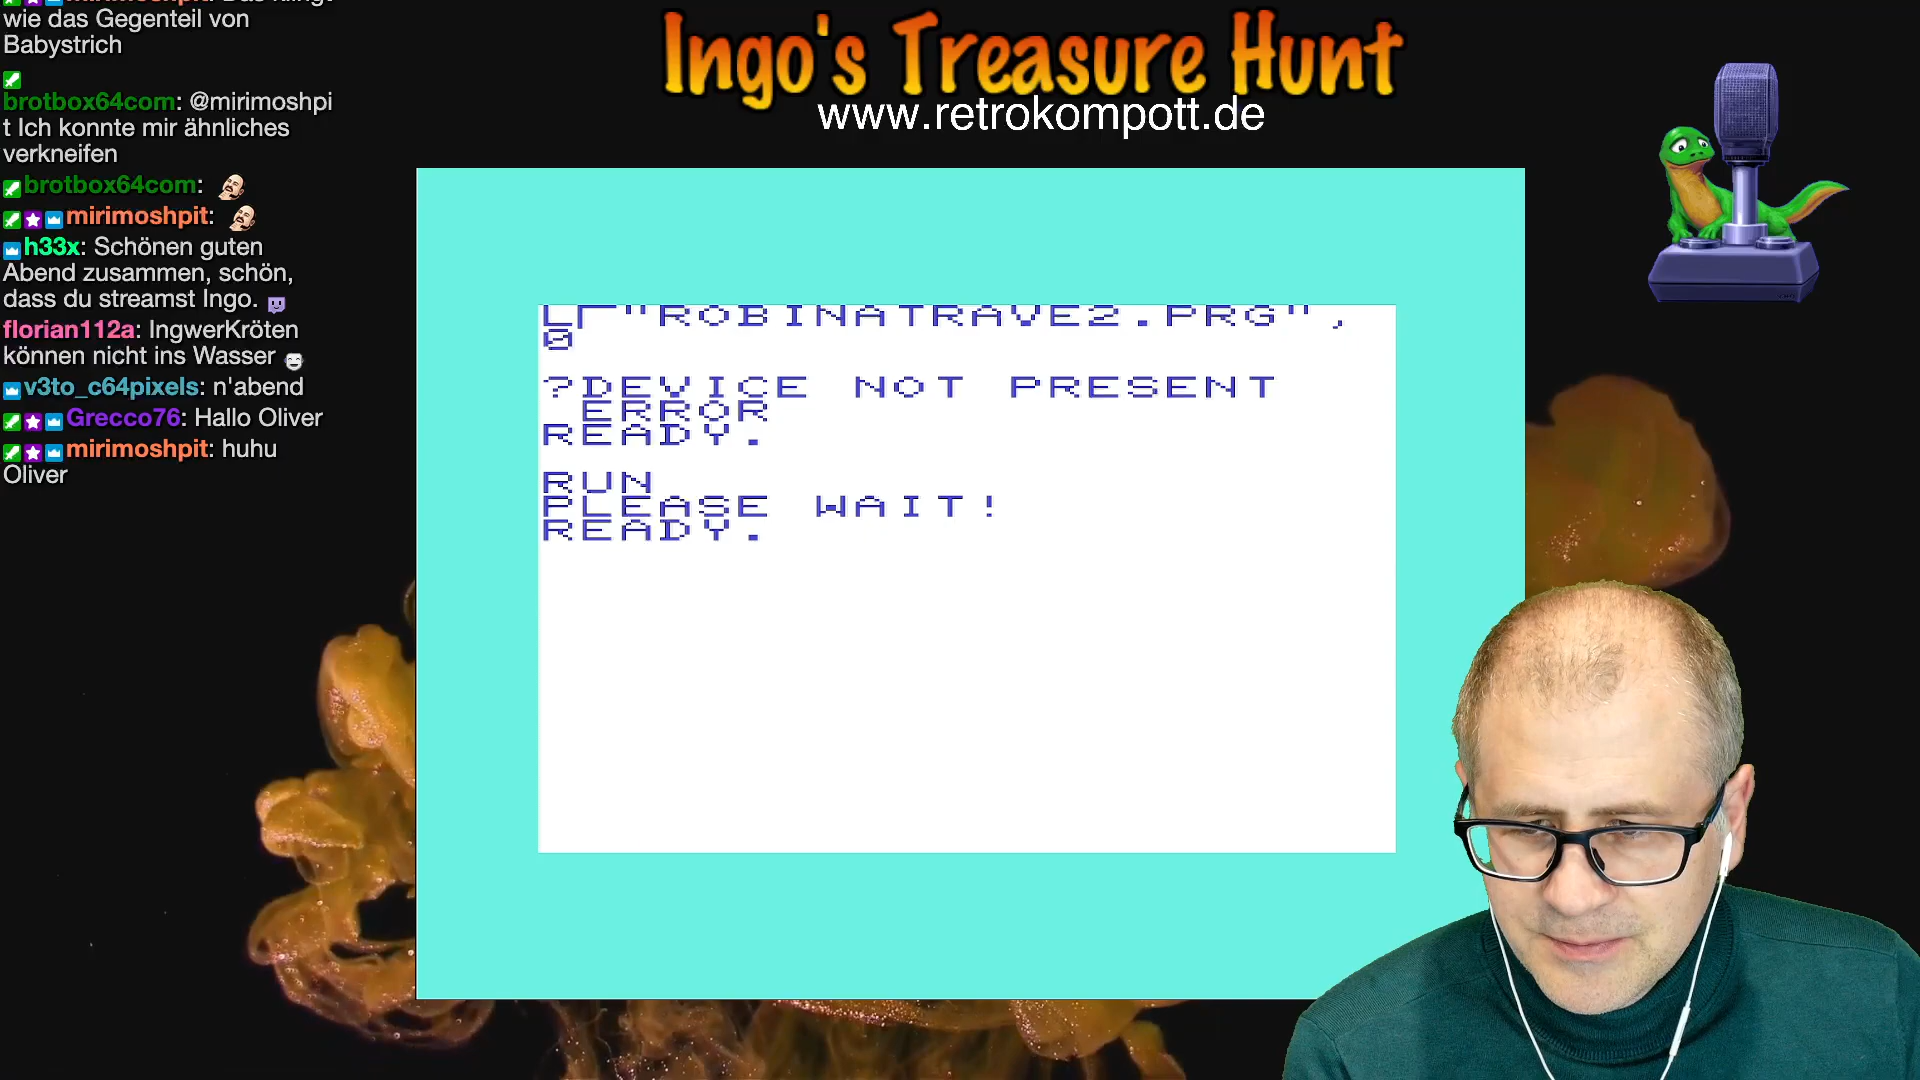 wie das Gegenteil von
Babystrich
brotbox64com: @mirimoshpi
t Ich konnte mir ähnliches
verkneifen
brotbox64com:
mirimoshpit:
h33x: Schönen guten
Abend zusammen, schön,
dass du streamst Ingo.
florian112a: IngwerKröten
können nicht ins Wasser
v3to_c64pixels: n'abend
Grecco76: Hallo Oliver
mirimoshpit: huhu
Oliver
Ingo's Treasure Hunt
www.retrokompott.de
"ROBINATRAVE2.PRG",
?DEVICE NOT PRESENT
ERROR
READY.
RUN
PLEASE WAIT!
READY.